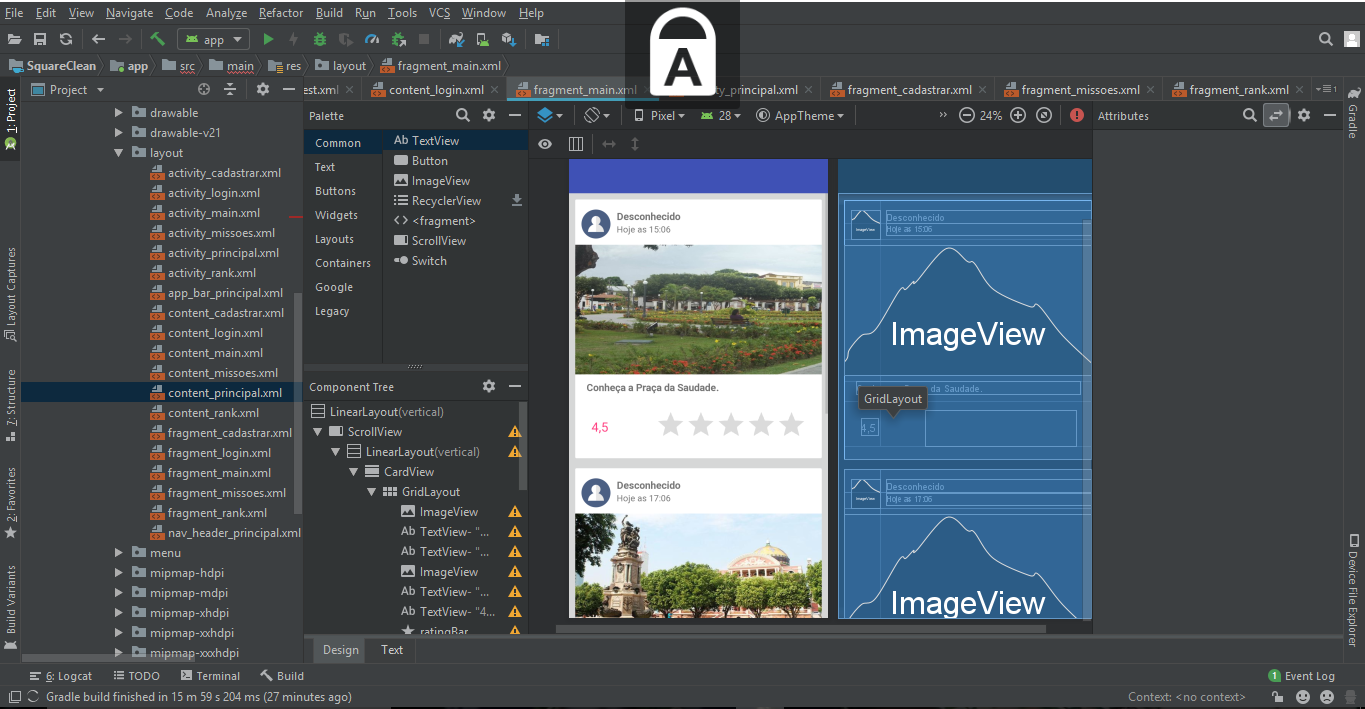 File Edit View Navigate Code Analyze Refactor Build Run Tools VCS Window Help
A
app
SquareClean app src main res layout fragment_main.xml
Project
est.xml content_login.xml fragment_main.xml y_principal.xml fragment_cadastrar.xml fragment_missoes.xml fragment_rank.xml
1: Project
Layout Captures
7: Structure
2: Favorites
Build Variants
drawable
drawable-v21
layout
activity_cadastrar.xml
activity_login.xml
activity_main.xml
activity_missoes.xml
activity_principal.xml
activity_rank.xml
app_bar_principal.xml
content_cadastrar.xml
content_login.xml
content_main.xml
content_missoes.xml
content_principal.xml
content_rank.xml
fragment_cadastrar.xml
fragment_login.xml
fragment_main.xml
fragment_missoes.xml
fragment_rank.xml
nav_header_principal.xml
menu
mipmap-hdpi
mipmap-mdpi
mipmap-xhdpi
mipmap-xxhdpi
mipmap-xxxhdpi
Palette
Common
Text
Buttons
Widgets
Layouts
Containers
Google
Legacy
Ab TextView
Button
ImageView
RecyclerView
<> <fragment>
ScrollView
Switch
Component Tree
LinearLayout(vertical)
ScrollView
LinearLayout(vertical)
CardView
GridLayout
ImageView
Ab TextView- "...
Ab TextView- "...
ImageView
Ab TextView- "...
Ab TextView- "4...
ratingBar
Pixel 28 AppTheme » 24%
Desconhecido
Hoje as 15:06
Conheça a Praça da Saudade.
4,5
Desconhecido
Hoje as 17:06
Desconhecido
Hoje as 15:06
ImageView
ImageView
da Saudade.
GridLayout
4,5
Desconhecido
Hoje as 17:06
ImageView
ImageView
Attributes
Gradle
Device File Explorer
Design Text
6: Logcat TODO Terminal Build 1 Event Log
Gradle build finished in 15 m 59 s 204 ms (27 minutes ago) Context: <no context>